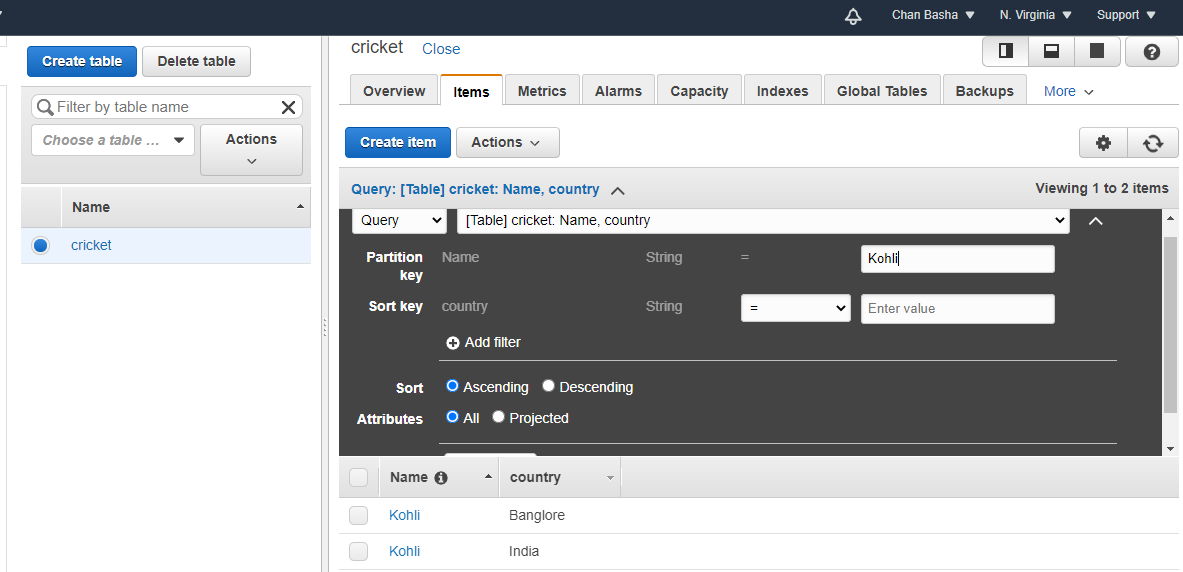 Chan Basha N. Virginia Support
Create table Delete table
Filter by table name
Choose a table ... Actions
Name
cricket
cricket Close
Overview Items Metrics Alarms Capacity Indexes Global Tables Backups More
Create item Actions
Query: [Table] cricket: Name, country Viewing 1 to 2 items
Query [Table] cricket: Name, country
Partition key Name String = Kohli
Sort key country String = Enter value
Add filter
Sort Ascending Descending
Attributes All Projected
Name country
Kohli Banglore
Kohli India